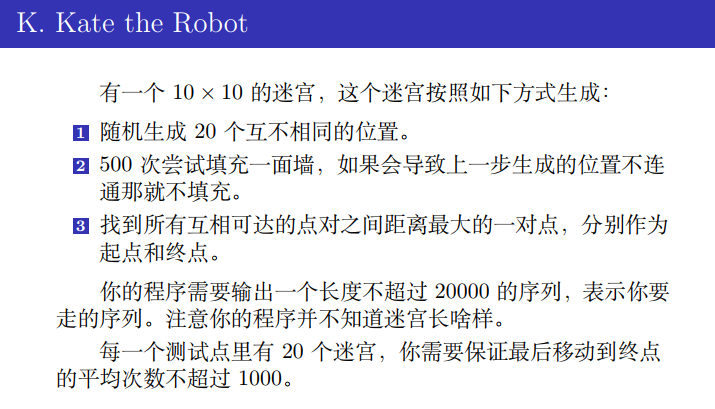 K. Kate the Robot
有一个 10 × 10 的迷宫，这个迷宫按照如下方式生成：
1 随机生成 20 个互不相同的位置。
2 500 次尝试填充一面墙，如果会导致上一步生成的位置不连
通那就不填充。
3 找到所有互相可达的点对之间距离最大的一对点，分别作为
起点和终点。
你的程序需要输出一个长度不超过 20000 的序列，表示你要
走的序列。注意你的程序并不知道迷宫长啥样。
每一个测试点里有 20 个迷宫，你需要保证最后移动到终点
的平均次数不超过 1000。